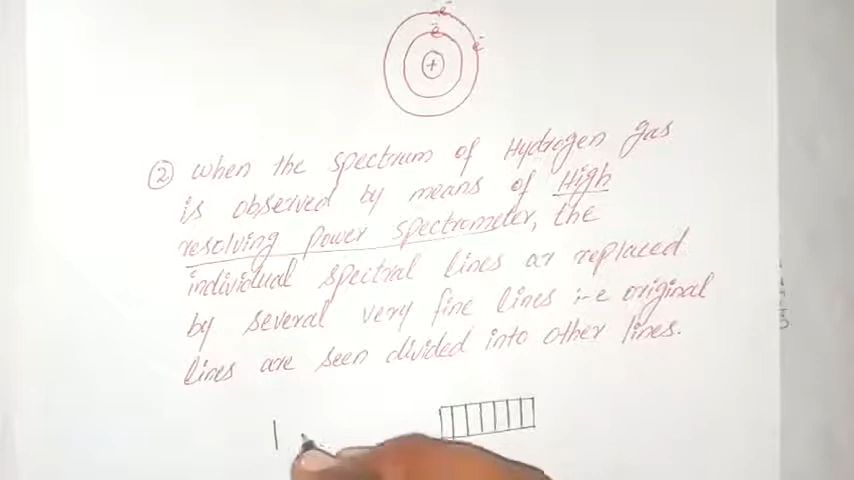 e⁻
e⁻
e⁻
+
② when the spectrum of Hydrogen gas
is observed by means of High
resolving power spectrometer, the
individual spectral lines ar replaced
by several very fine lines i-e original
lines are seen divided into other lines.